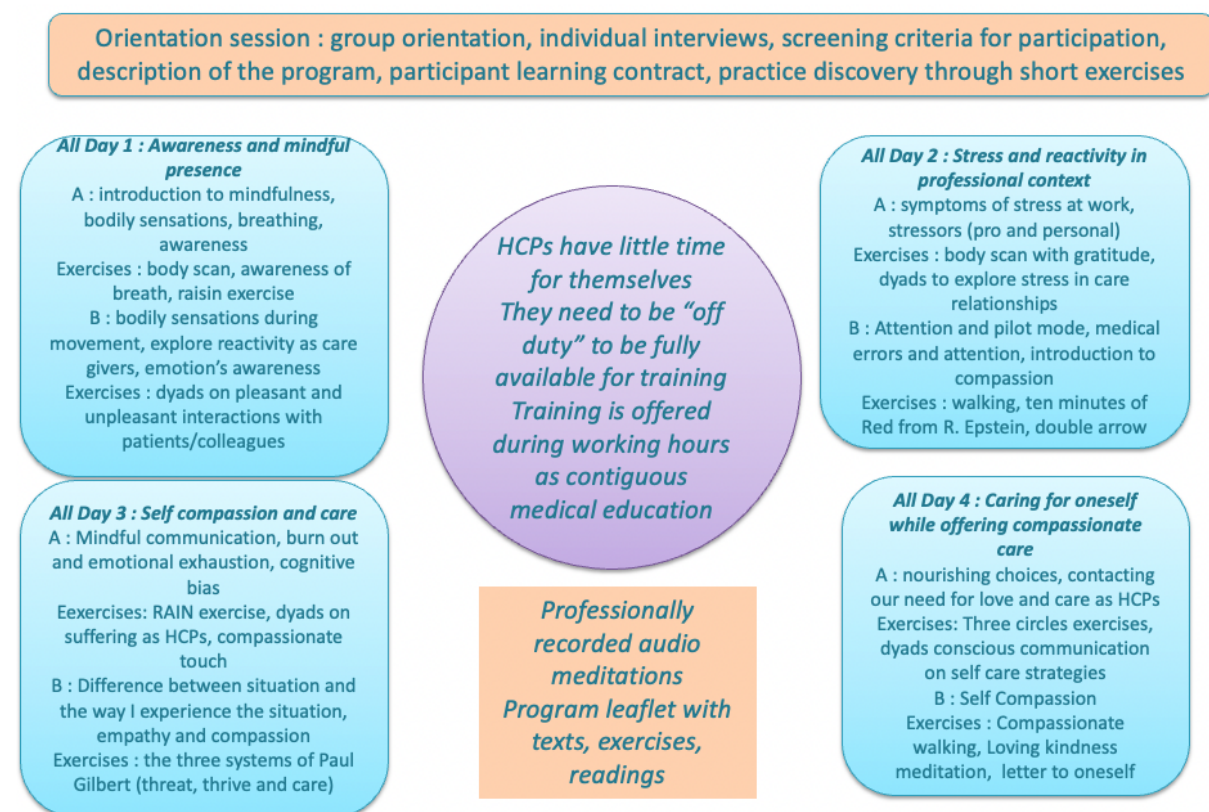 Orientation session : group orientation, individual interviews, screening criteria for participation,
description of the program, participant learning contract, practice discovery through short exercises
All Day 1 : Awareness and mindful
presence
A : introduction to mindfulness,
bodily sensations, breathing,
awareness
Exercises : body scan, awareness of
breath, raisin exercise
B : bodily sensations during
movement, explore reactivity as care
givers, emotion's awareness
Exercises : dyads on pleasant and
unpleasant interactions with
patients/colleagues
All Day 2 : Stress and reactivity in
professional context
A : symptoms of stress at work,
stressors (pro and personal)
Exercises : body scan with gratitude,
dyads to explore stress in care
relationships
B : Attention and pilot mode, medical
errors and attention, introduction to
compassion
Exercises : walking, ten minutes of
Red from R. Epstein, double arrow
HCPs have little time
for themselves
They need to be “off
duty” to be fully
available for training
Training is offered
during working hours
as contiguous
medical education
All Day 3 : Self compassion and care
A : Mindful communication, burn out
and emotional exhaustion, cognitive
bias
Eexercises: RAIN exercise, dyads on
suffering as HCPs, compassionate
touch
B : Difference between situation and
the way I experience the situation,
empathy and compassion
Exercises : the three systems of Paul
Gilbert (threat, thrive and care)
All Day 4 : Caring for oneself
while offering compassionate
care
A : nourishing choices, contacting
our need for love and care as HCPs
Exercises: Three circles exercises,
dyads conscious communication
on self care strategies
B : Self Compassion
Exercises : Compassionate
walking, Loving kindness
meditation, letter to oneself
Professionally
recorded audio
meditations
Program leaflet with
texts, exercises,
readings